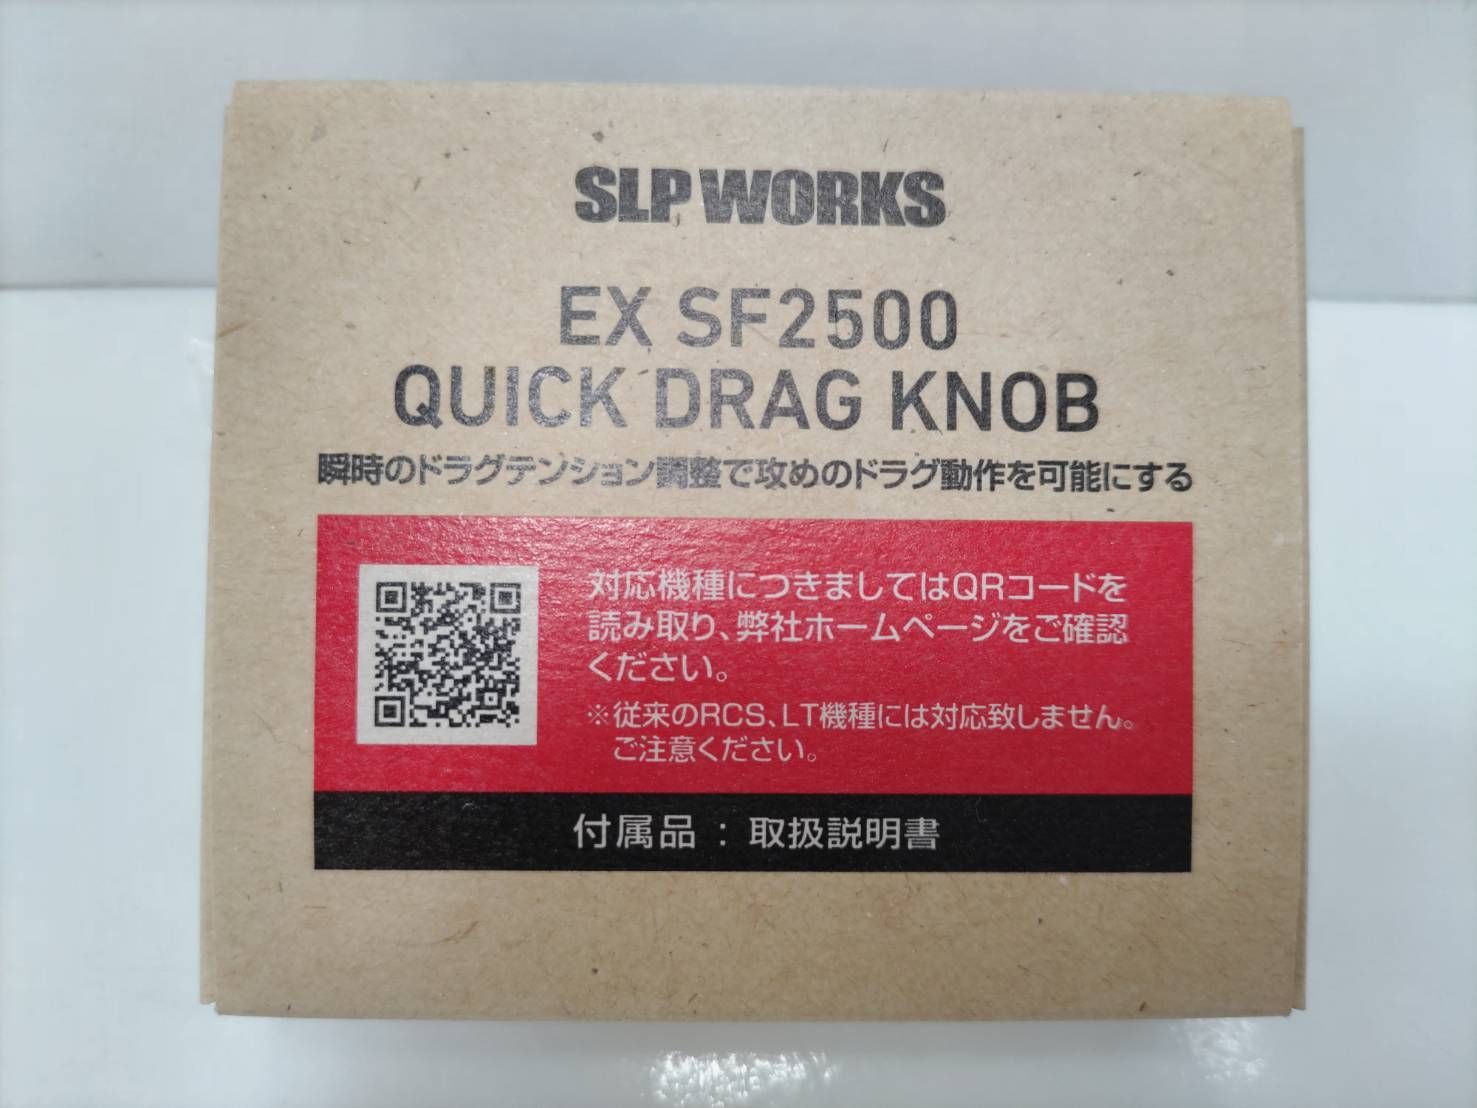 SLP WORKS
EX SF2500
QUICK DRAG KNOB
瞬時のドラグテンション調整で攻めのドラグ動作を可能にする
対応機種につきましてはQRコードを
読み取り、弊社ホームページをご確認
ください。
※従来のRCS、LT機種には対応致しません。
ご注意ください。
付属品：取扱説明書